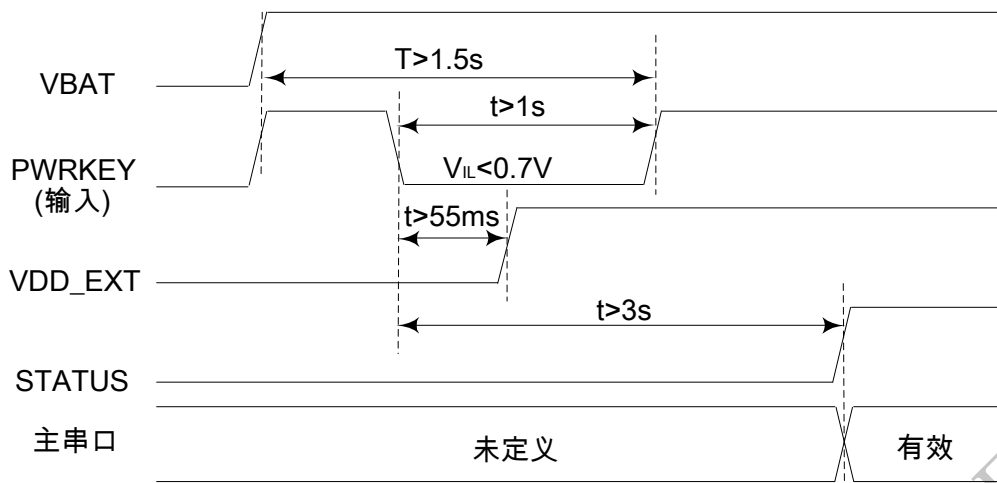 T>1.5s
VBAT
t>1s
PWRKEY
(输入)
VIL<0.7V
t>55ms
VDD_EXT
t>3s
STATUS
主串口
未定义
有效